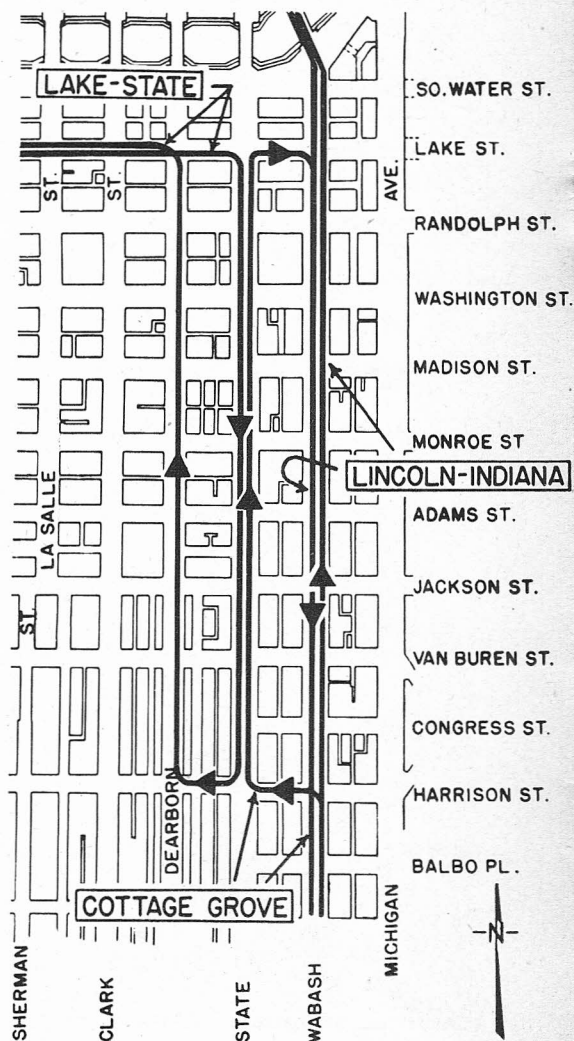 LAKE-STATE
SO. WATER ST.
LAKE ST.
ST.
ST.
AVE.
RANDOLPH ST.
WASHINGTON ST.
MADISON ST.
MONROE ST
LINCOLN-INDIANA
LA SALLE
ADAMS ST.
JACKSON ST.
ST.
VAN BUREN ST.
CONGRESS ST.
DEARBORN
HARRISON ST.
BALBO PL.
COTTAGE GROVE
MICHIGAN
N
SHERMAN
CLARK
STATE
WABASH